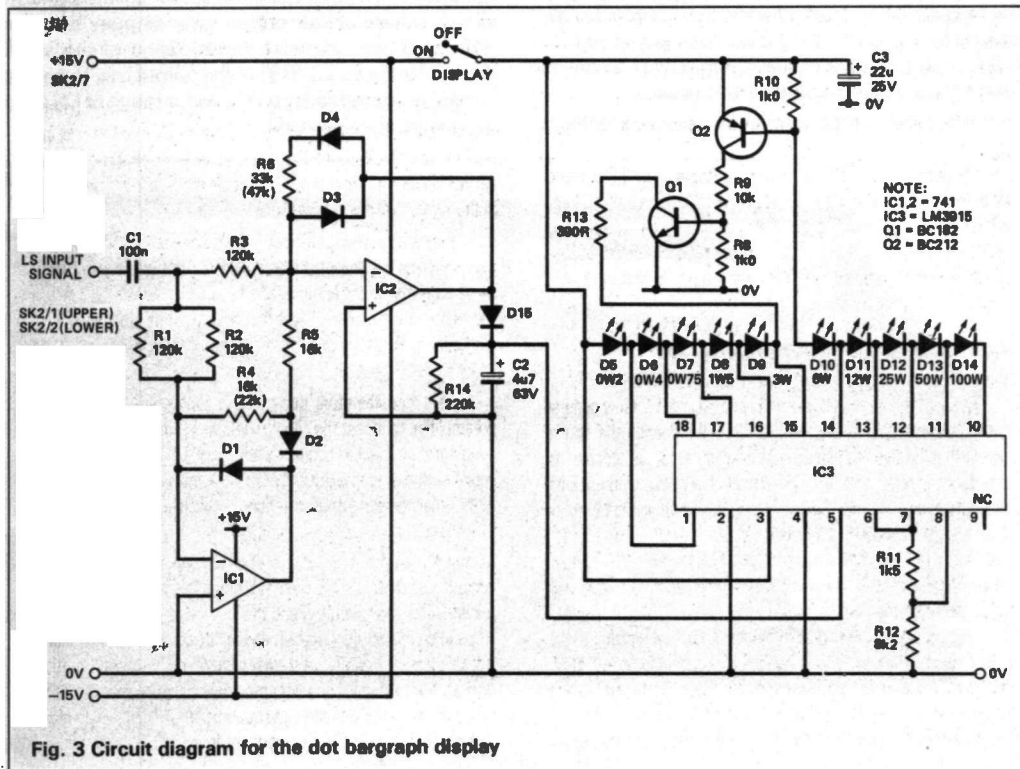 OFF
ON
DISPLAY
+15V
SK2/7
C3
22u
25V
0V
R10
1k0
Q2
D4
R6
33k
(47k)
D3
R9
10k
Q1
R13
390R
R8
1k0
0V
NOTE:
IC1,2 = 741
IC3 = LM3915
Q1 = BC182
Q2 = BC212
C1
100n
R3
120k
LS INPUT
SIGNAL
SK2/1(UPPER)
SK2/2(LOWER)
IC2
D15
R1
120k
R2
120k
R5
16k
R4
16k
(22k)
R14
220k
C2
4u7
63V
D5
0W2
D6
0W4
D7
0W75
D8
1W5
D9
3W
D10
6W
D11
12W
D12
25W
D13
50W
D14
100W
D1
D2
18 17 16 15 14 13 12 11 10
IC3
NC
1 2 3 4 5 6 7 8 9
+15V
IC1
R11
1k5
R12
8k2
0V
0V
−15V
Fig. 3 Circuit diagram for the dot bargraph display